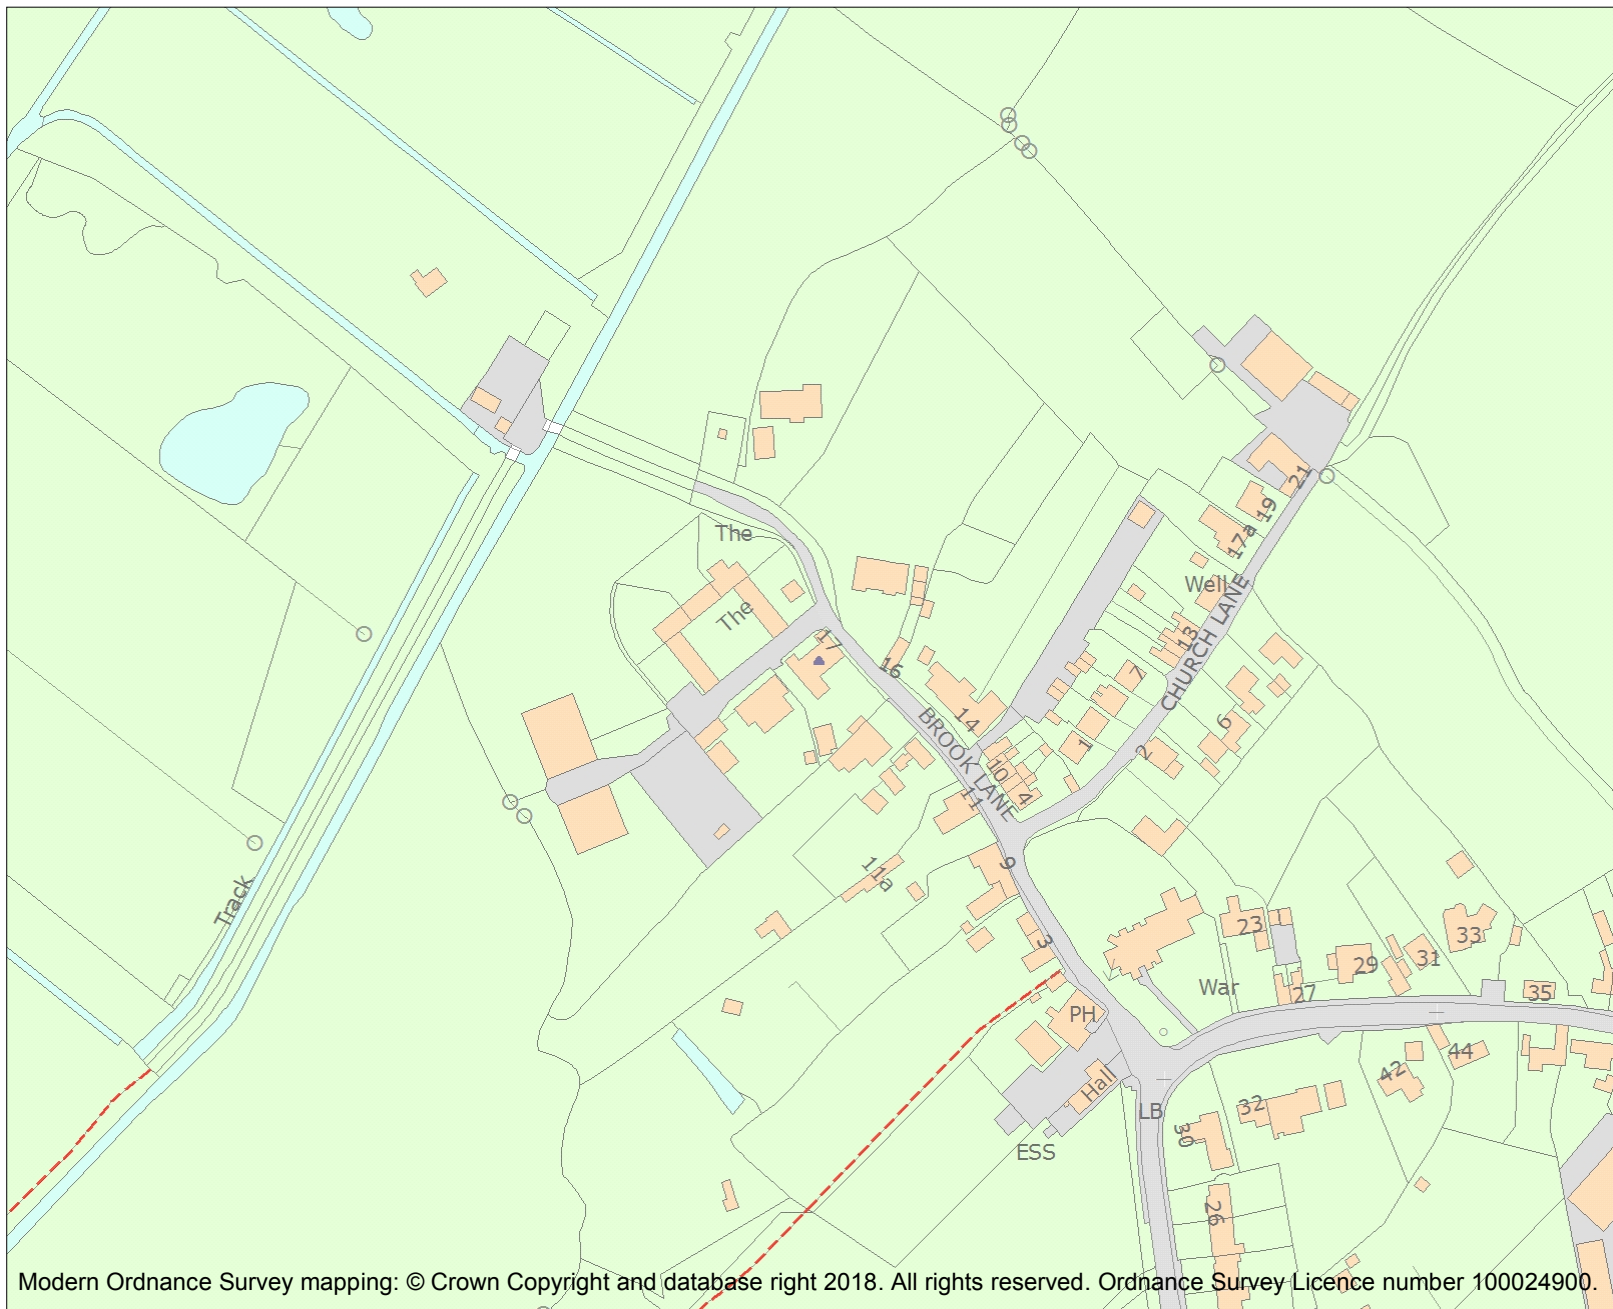 21
19
17a
The
Well
The
CHURCH LANE
13
17
16
7
14
BROOK LANE
6
1
2
10
4
11
9
11a
Track
23
33
3
29
31
War
27
35
PH
44
42
Hall
32
LB
30
ESS
26
Modern Ordnance Survey mapping: © Crown Copyright and database right 2018. All rights reserved. Ordnance Survey Licence number 100024900.